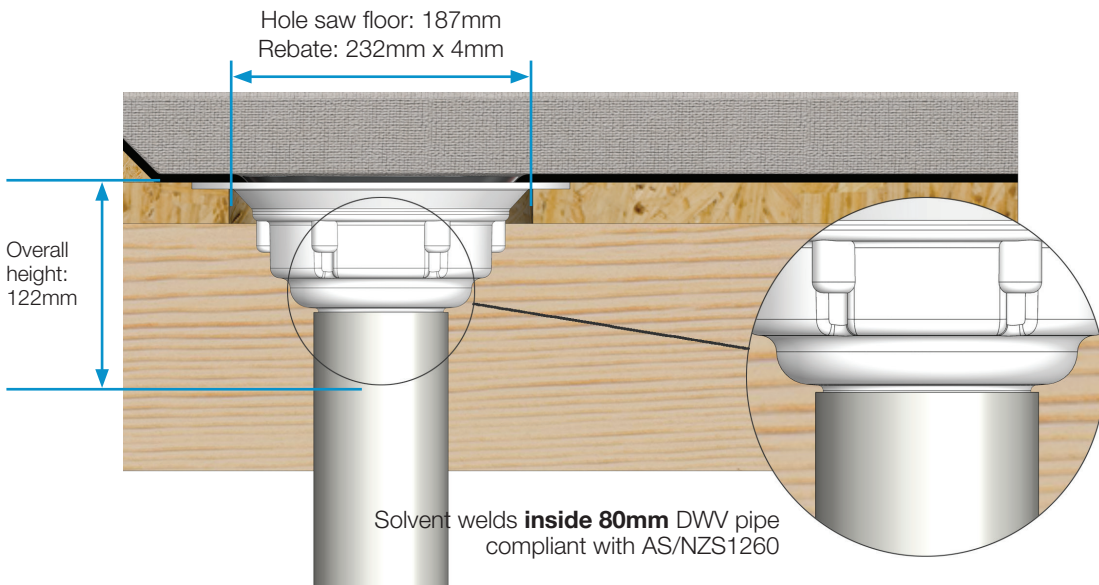 Hole saw floor: 187mm
Rebate: 232mm x 4mm
Overall
height:
122mm
Solvent welds inside 80mm DWV pipe
compliant with AS/NZS1260